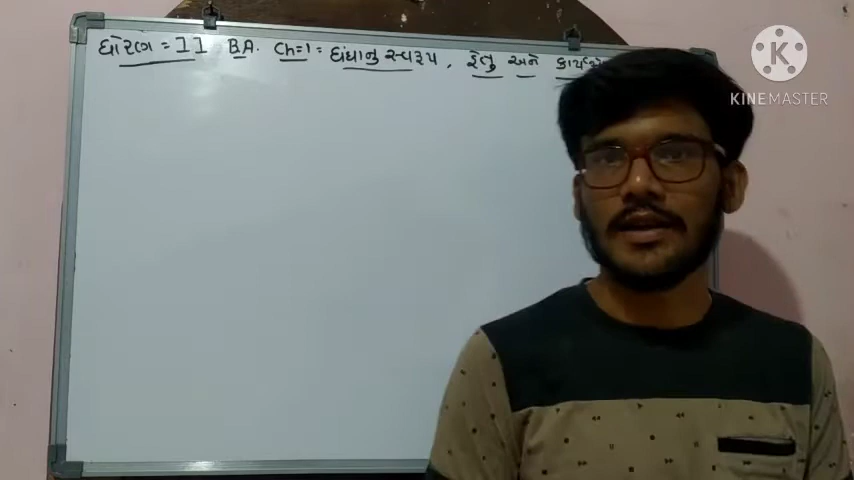 ધોરણ = 11 BA. Ch=1 = ધંધાનુ સ્વરૂપ, હેતુ અને
K
KINEMASTER